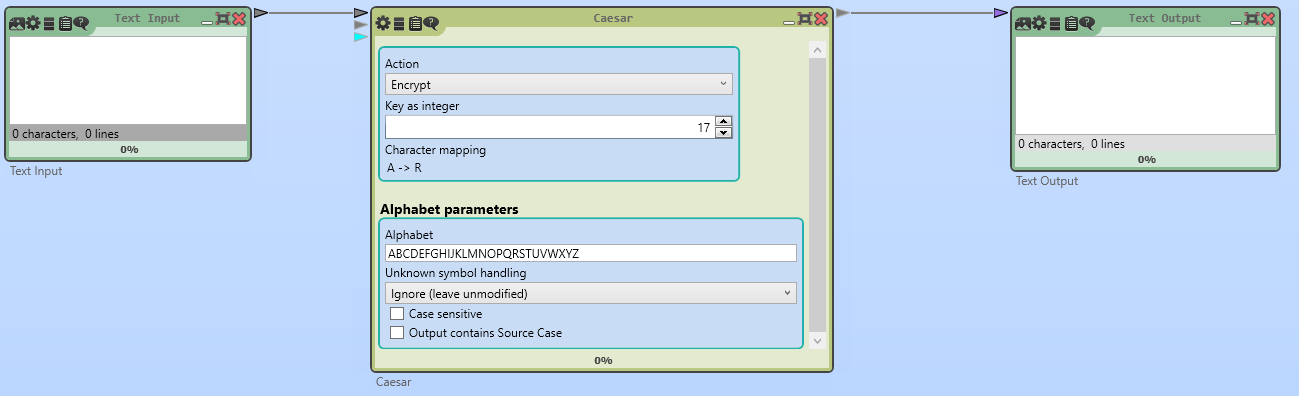 Text Input
0 characters, 0 lines
0%
Text Input
Caesar
Action
Encrypt
Key as integer
17
Character mapping
A -> R
Alphabet parameters
Alphabet
ABCDEFGHIJKLMNOPQRSTUVWXYZ
Unknown symbol handling
Ignore (leave unmodified)
Case sensitive
Output contains Source Case
0%
Caesar
Text Output
0 characters, 0 lines
0%
Text Output